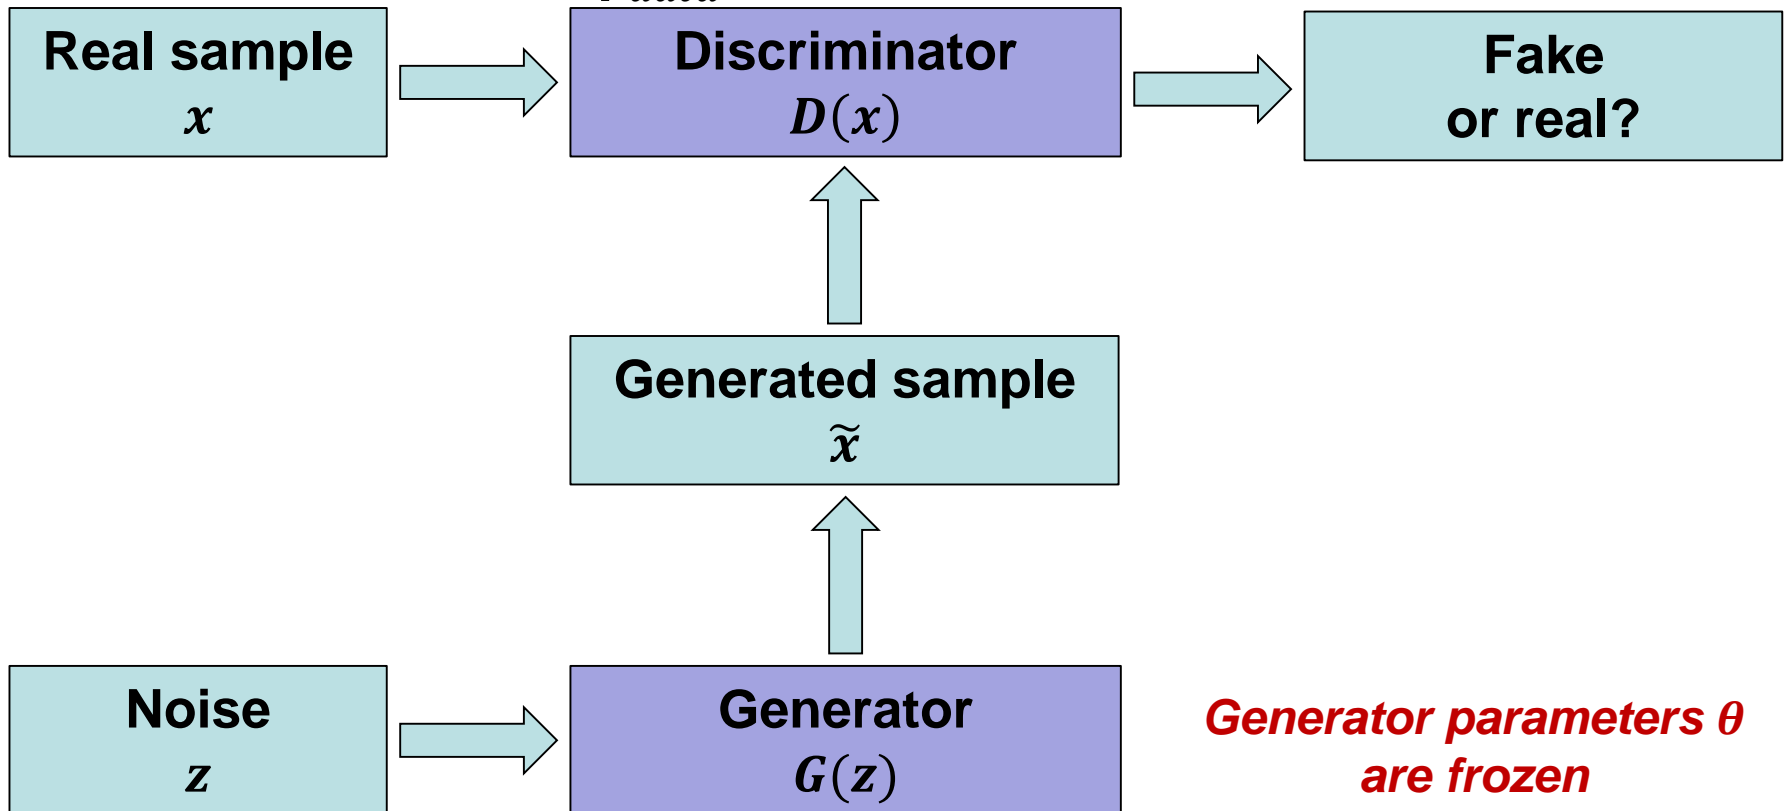 Real sample
x
Discriminator
D(x)
Fake
or real?
Generated sample
x̃
Noise
z
Generator
G(z)
Generator parameters θ
are frozen